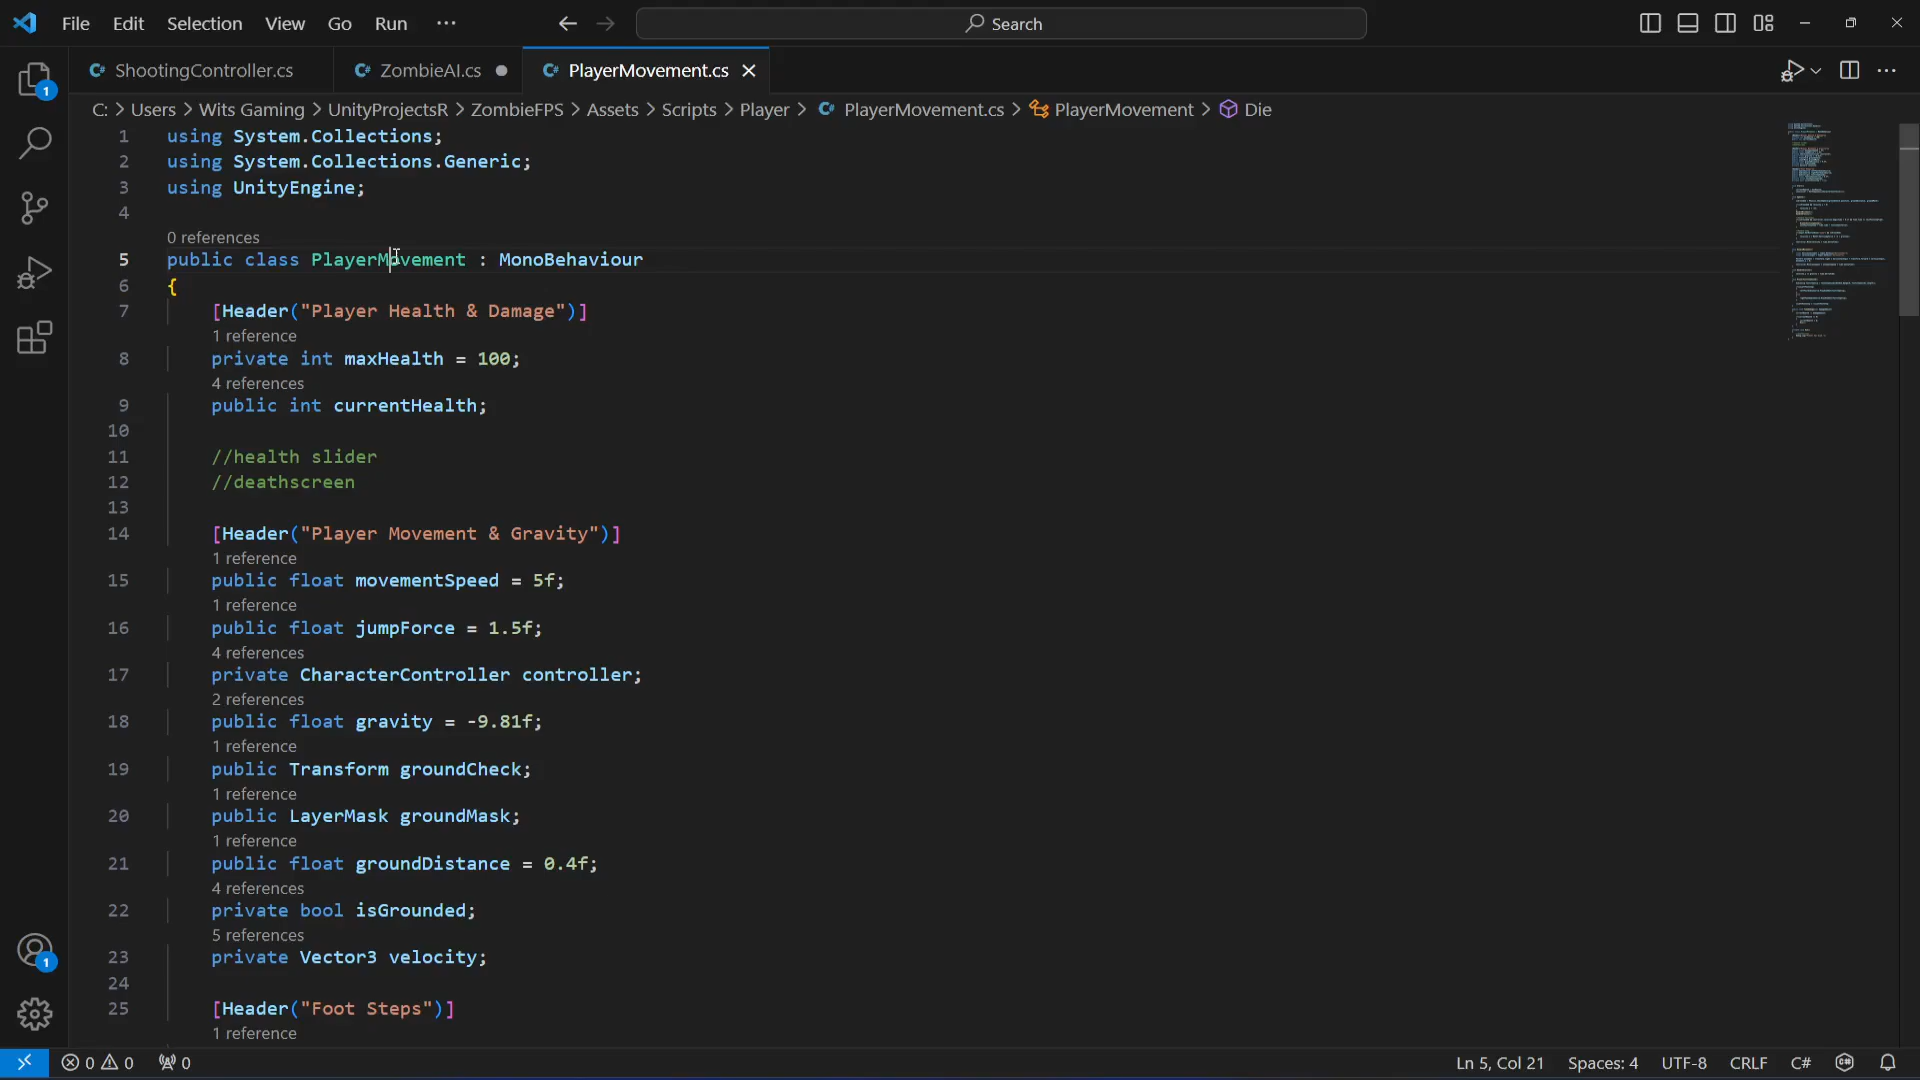 File Edit Selection View Go Run ··· Search
ShootingController.cs ZombieAI.cs PlayerMovement.cs
C: > Users > Wits Gaming > UnityProjectsR > ZombieFPS > Assets > Scripts > Player > PlayerMovement.cs > PlayerMovement > Die
1 using System.Collections;
2 using System.Collections.Generic;
3 using UnityEngine;
4
0 references
5 public class PlayerMovement : MonoBehaviour
6 {
7 [Header("Player Health & Damage")]
1 reference
8 private int maxHealth = 100;
4 references
9 public int currentHealth;
10
11 //health slider
12 //deathscreen
13
14 [Header("Player Movement & Gravity")]
1 reference
15 public float movementSpeed = 5f;
1 reference
16 public float jumpForce = 1.5f;
4 references
17 private CharacterController controller;
2 references
18 public float gravity = -9.81f;
1 reference
19 public Transform groundCheck;
1 reference
20 public LayerMask groundMask;
1 reference
21 public float groundDistance = 0.4f;
4 references
22 private bool isGrounded;
5 references
23 private Vector3 velocity;
24
25 [Header("Foot Steps")]
1 reference
1
1
0 0 0 Ln 5, Col 21 Spaces: 4 UTF-8 CRLF C#